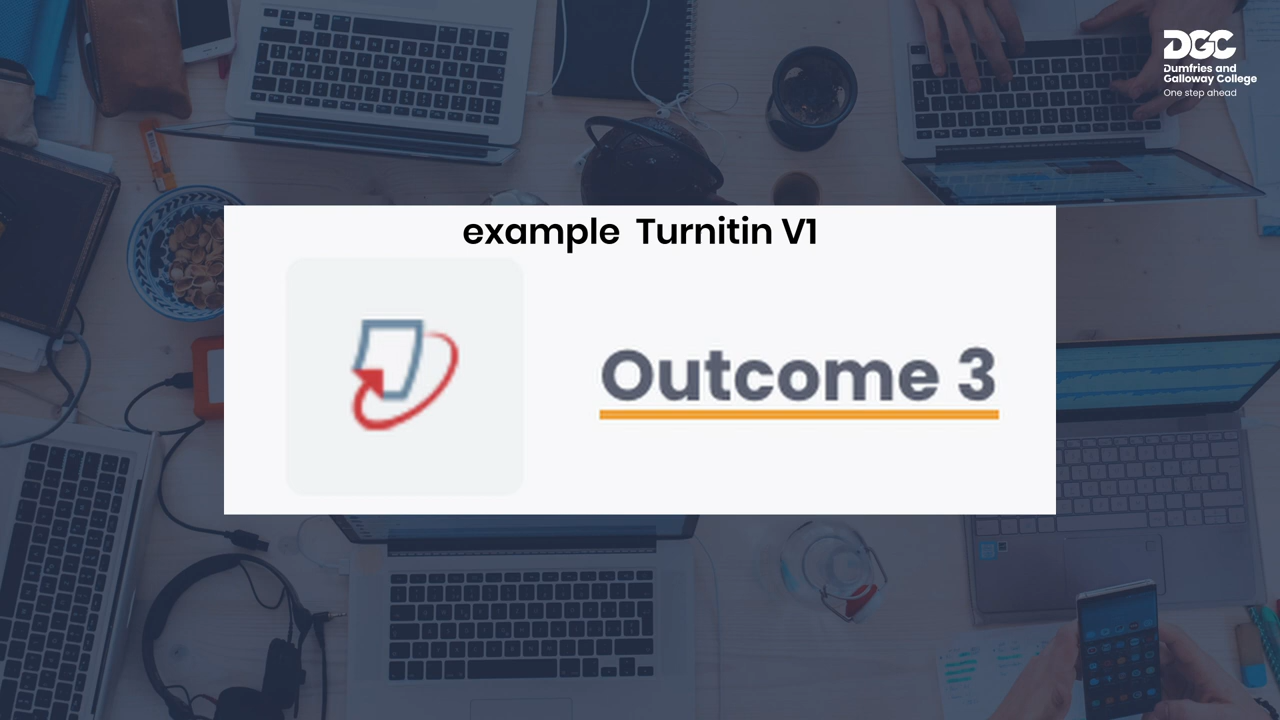 DGC
Dumfries and
Galloway College
One step ahead
example Turnitin V1
Outcome 3